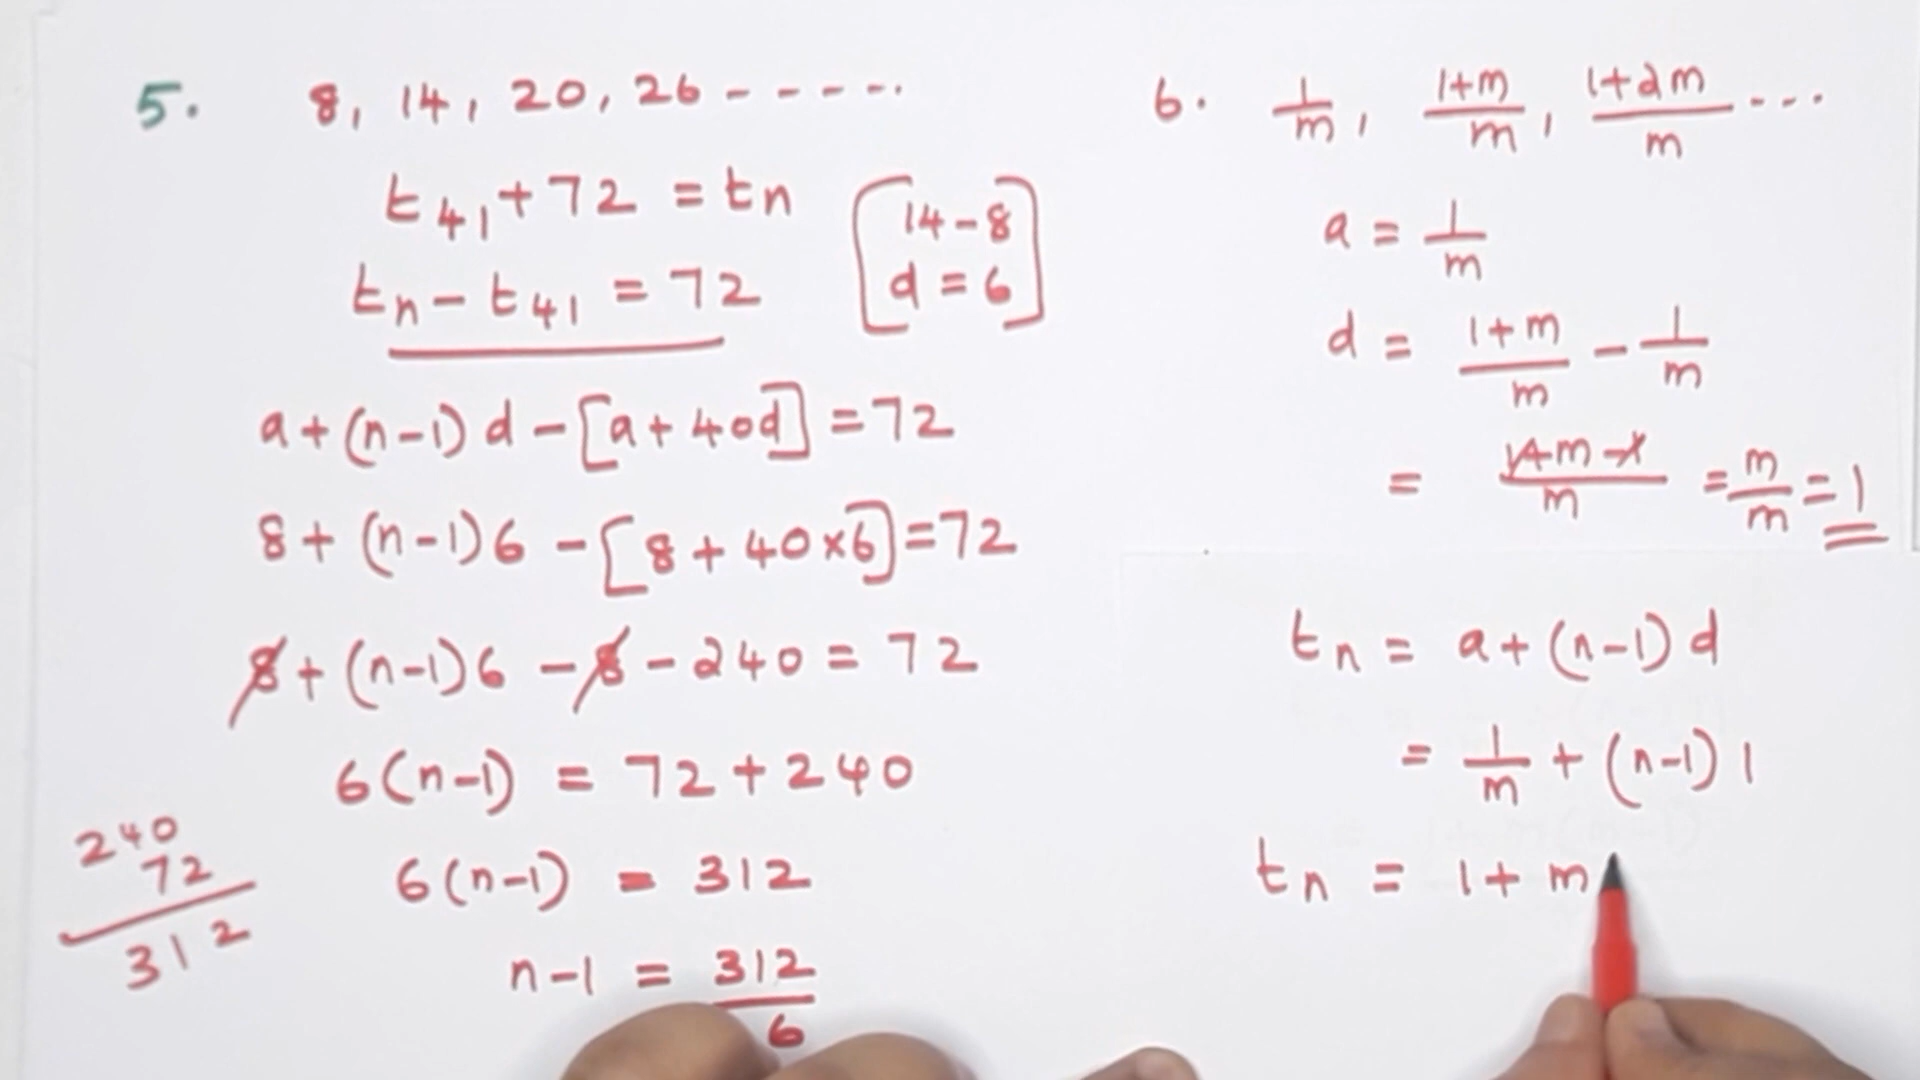 5. 8, 14, 20, 26 - - - - -.
t41 + 72 = tn
tn - t41 = 72
[14 - 8
d = 6]
a + (n-1) d - [a + 40d] = 72
8 + (n-1)6 - [8 + 40 × 6] = 72
8 + (n-1)6 - 8 - 240 = 72
6(n-1) = 72 + 240
240
72
312
6(n-1) = 312
n-1 = 312/6
6. 1/m, 1+m/m, 1+2m/m ...
a = 1/m
d = 1+m/m - 1/m
= 1+m-1/m = m/m = 1
tn = a + (n-1) d
= 1/m + (n-1) 1
tn = 1 + m